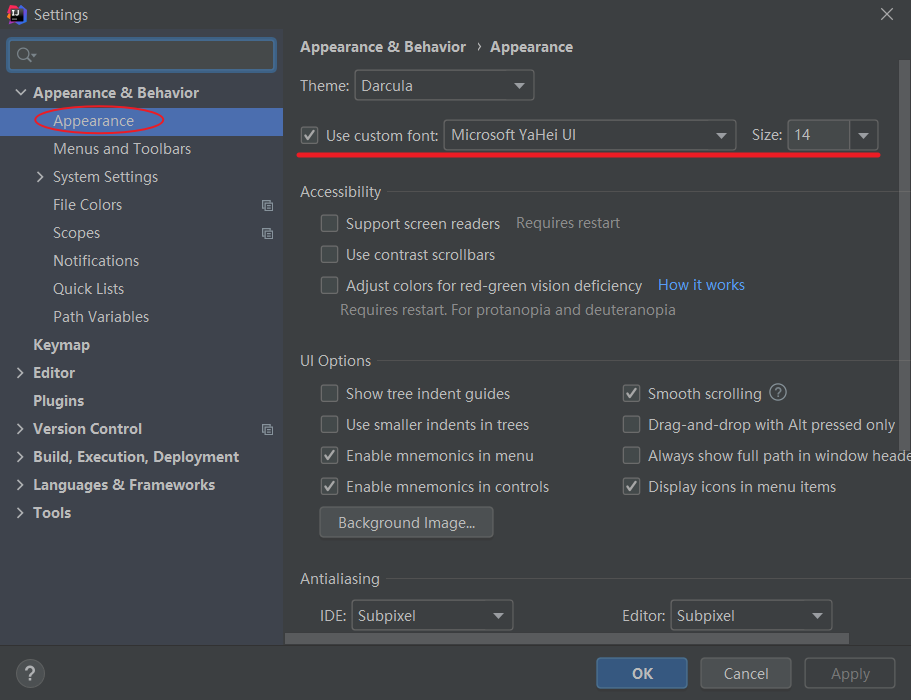 Settings
Appearance & Behavior
Appearance
Menus and Toolbars
System Settings
File Colors
Scopes
Notifications
Quick Lists
Path Variables
Keymap
Editor
Plugins
Version Control
Build, Execution, Deployment
Languages & Frameworks
Tools
Appearance & Behavior › Appearance
Theme: Darcula
Use custom font: Microsoft YaHei UI Size: 14
Accessibility
Support screen readers Requires restart
Use contrast scrollbars
Adjust colors for red-green vision deficiency How it works
Requires restart. For protanopia and deuteranopia
UI Options
Show tree indent guides Smooth scrolling ?
Use smaller indents in trees Drag-and-drop with Alt pressed only
Enable mnemonics in menu Always show full path in window heade
Enable mnemonics in controls Display icons in menu items
Background Image...
Antialiasing
IDE: Subpixel Editor: Subpixel
? OK Cancel Apply